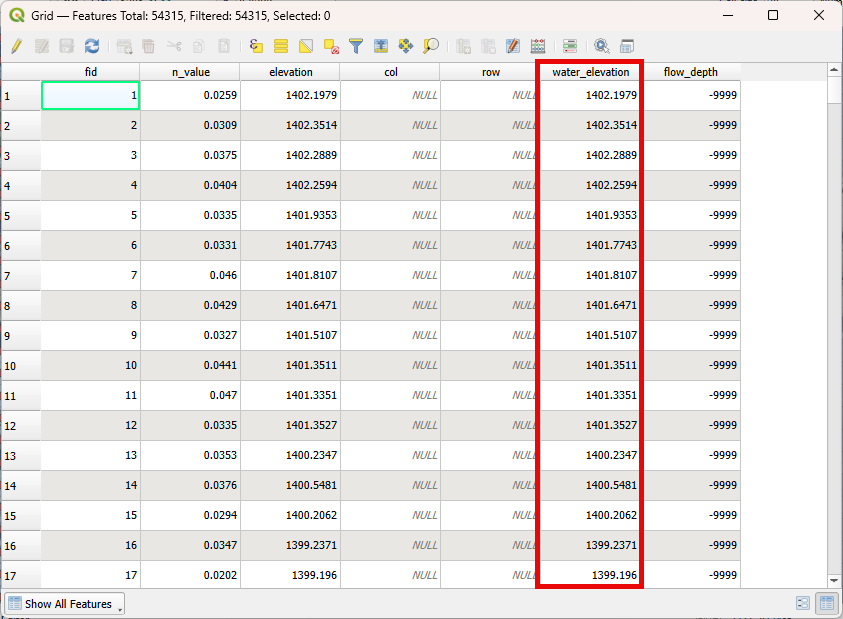 Grid — Features Total: 54315, Filtered: 54315, Selected: 0
fid n_value elevation col row water_elevation flow_depth
1 1 0.0259 1402.1979 NULL NULL 1402.1979 -9999
2 2 0.0309 1402.3514 NULL NULL 1402.3514 -9999
3 3 0.0375 1402.2889 NULL NULL 1402.2889 -9999
4 4 0.0404 1402.2594 NULL NULL 1402.2594 -9999
5 5 0.0335 1401.9353 NULL NULL 1401.9353 -9999
6 6 0.0331 1401.7743 NULL NULL 1401.7743 -9999
7 7 0.046 1401.8107 NULL NULL 1401.8107 -9999
8 8 0.0429 1401.6471 NULL NULL 1401.6471 -9999
9 9 0.0327 1401.5107 NULL NULL 1401.5107 -9999
10 10 0.0441 1401.3511 NULL NULL 1401.3511 -9999
11 11 0.047 1401.3351 NULL NULL 1401.3351 -9999
12 12 0.0335 1401.3527 NULL NULL 1401.3527 -9999
13 13 0.0353 1400.2347 NULL NULL 1400.2347 -9999
14 14 0.0376 1400.5481 NULL NULL 1400.5481 -9999
15 15 0.0294 1400.2062 NULL NULL 1400.2062 -9999
16 16 0.0347 1399.2371 NULL NULL 1399.2371 -9999
17 17 0.0202 1399.196 NULL NULL 1399.196 -9999
Show All Features